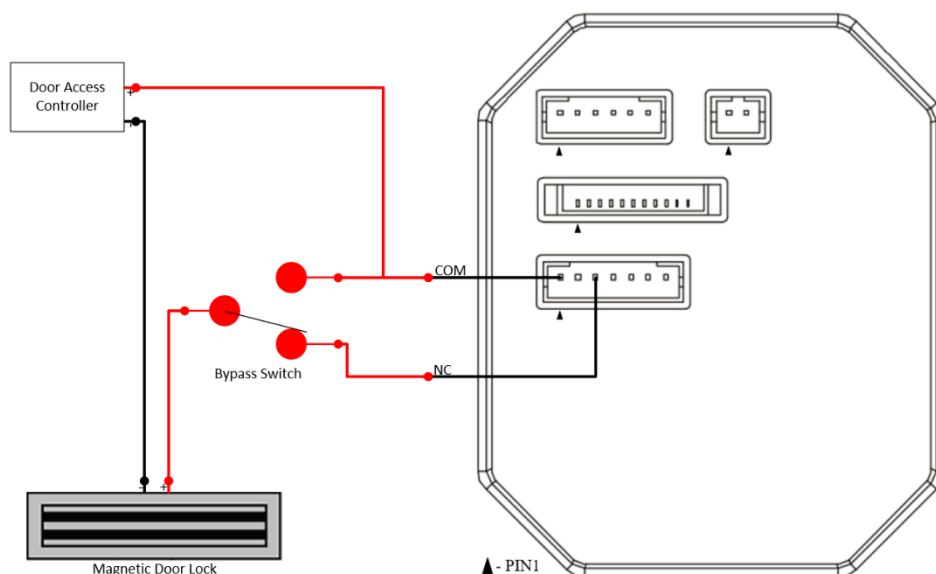 Door Access
Controller
+
-
COM
Bypass Switch
NC
- +
Magnetic Door Lock
- PIN1